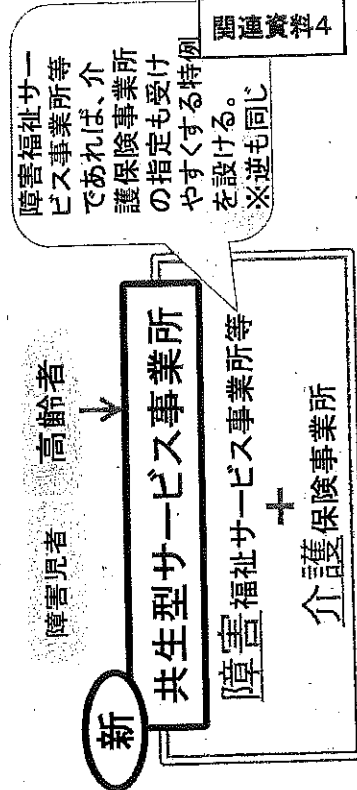 関連資料4
障害福祉サー
ビス事業所等
であれば、介
護保険事業所
の指定も受け
やすくする特例
を設ける。
※逆も同じ
障害児者 高齢者
新
共生型サービス事業所
障害福祉サービス事業所等
+
介護保険事業所